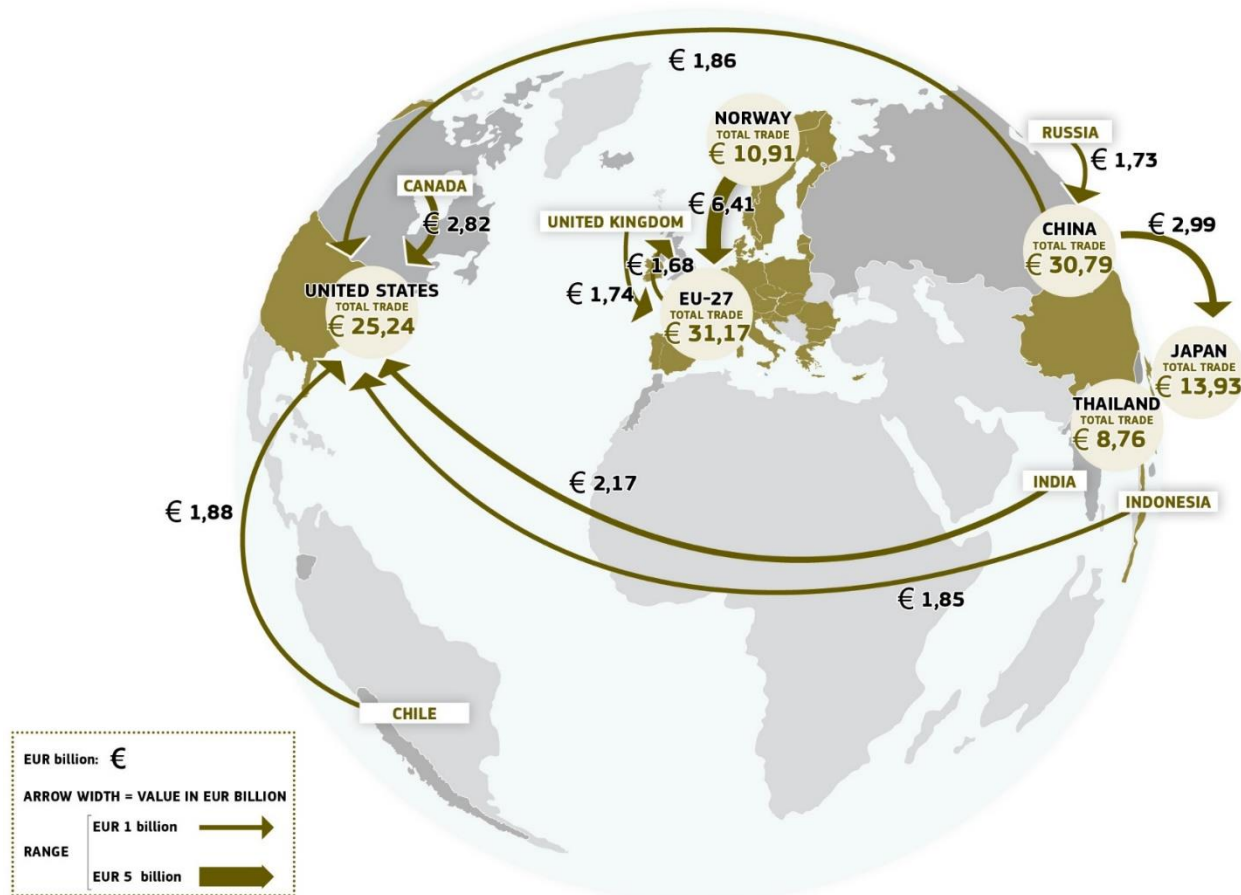 € 1,86
NORWAY
TOTAL TRADE
€ 10,91
RUSSIA
€ 1,73
CANADA
€ 2,82
€ 6,41
UNITED KINGDOM
€ 1,68
€ 1,74
CHINA
TOTAL TRADE
€ 30,79
€ 2,99
UNITED STATES
TOTAL TRADE
€ 25,24
EU-27
TOTAL TRADE
€ 31,17
JAPAN
TOTAL TRADE
€ 13,93
THAILAND
TOTAL TRADE
€ 8,76
€ 2,17
INDIA
INDONESIA
€ 1,88
€ 1,85
CHILE
EUR billion: €
ARROW WIDTH = VALUE IN EUR BILLION
RANGE
EUR 1 billion
EUR 5 billion